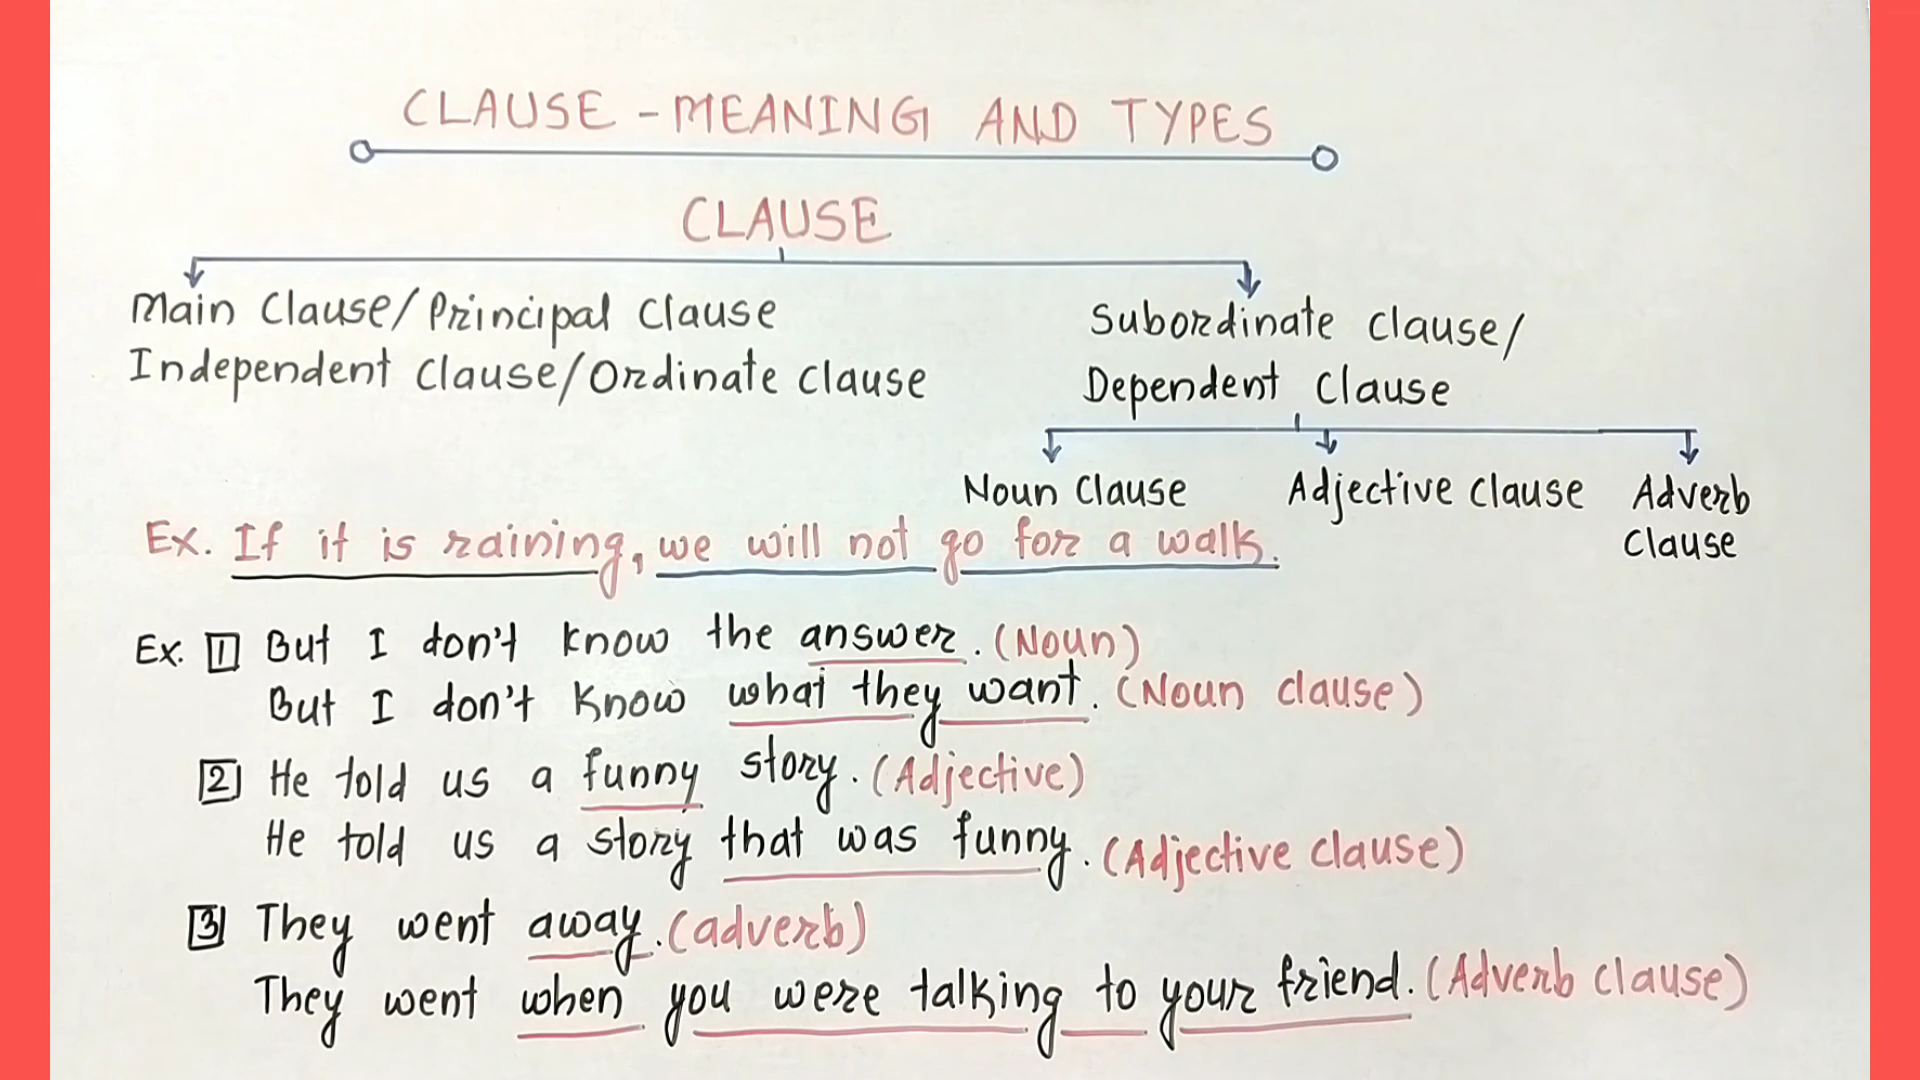 CLAUSE - MEANING AND TYPES
CLAUSE
Main Clause/Principal Clause
Independent Clause/Ordinate clause
Subordinate clause/
Dependent Clause
Noun Clause
Adjective clause
Adverb
clause
Ex. If it is raining, we will not go for a walk.
Ex. 1 But I don't know the answer. (Noun)
But I don't know what they want. (Noun clause)
2 He told us a funny story. (Adjective)
He told us a story that was funny. (Adjective clause)
3 They went away. (adverb)
They went when you were talking to your friend. (Adverb clause)